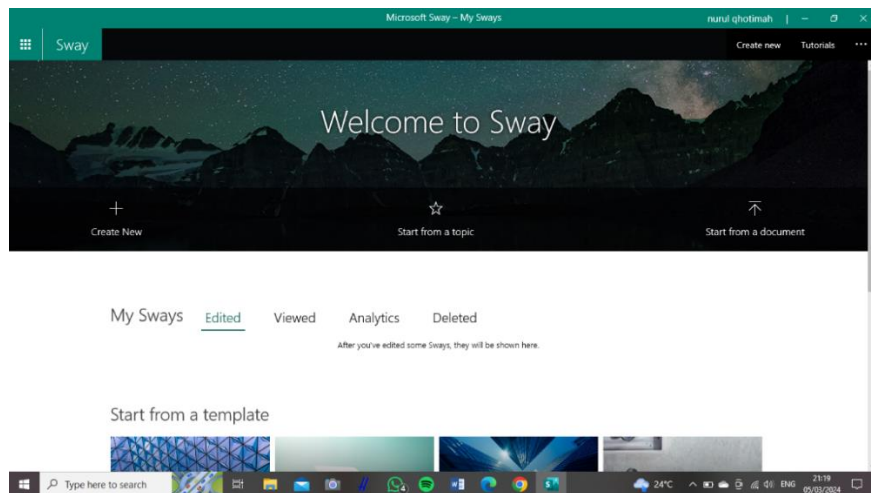 Microsoft Sway – My Sways
nurul qhotimah
Sway
Create new Tutorials
Welcome to Sway
Create New
Start from a topic
Start from a document
My Sways Edited Viewed Analytics Deleted
After you've edited some Sways, they will be shown here.
Start from a template
Type here to search
24°C
ENG
21:19
05/03/2024